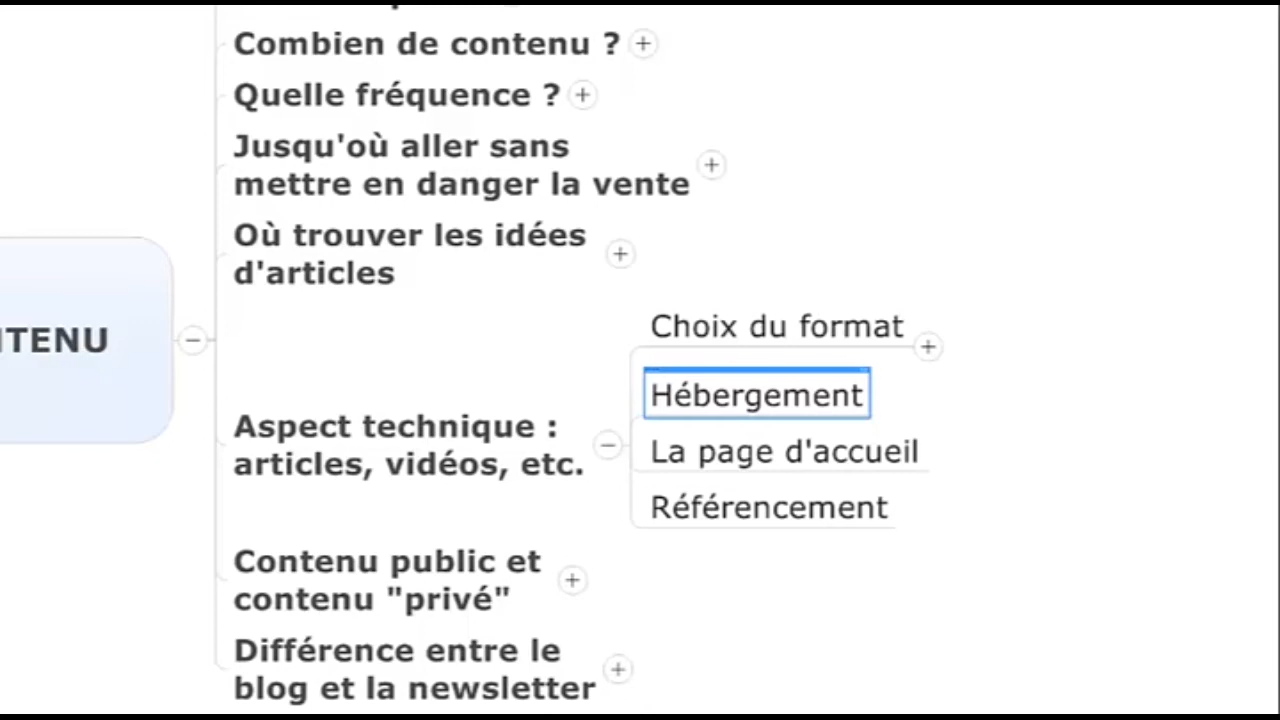 Combien de contenu ?
Quelle fréquence ?
Jusqu'où aller sans
mettre en danger la vente
Où trouver les idées
d'articles
NTENU
Choix du format
Hébergement
La page d'accueil
Référencement
Aspect technique :
articles, vidéos, etc.
Contenu public et
contenu "privé"
Différence entre le
blog et la newsletter